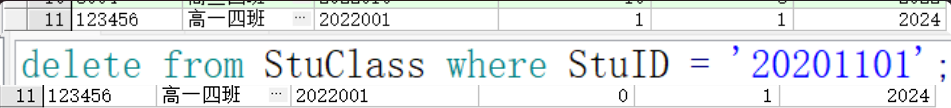 11 123456 高一四班 ... 2022001 1 1 2024
delete from StuClass where StuID = '20201101';
11 123456 高一四班 ... 2022001 0 1 2024